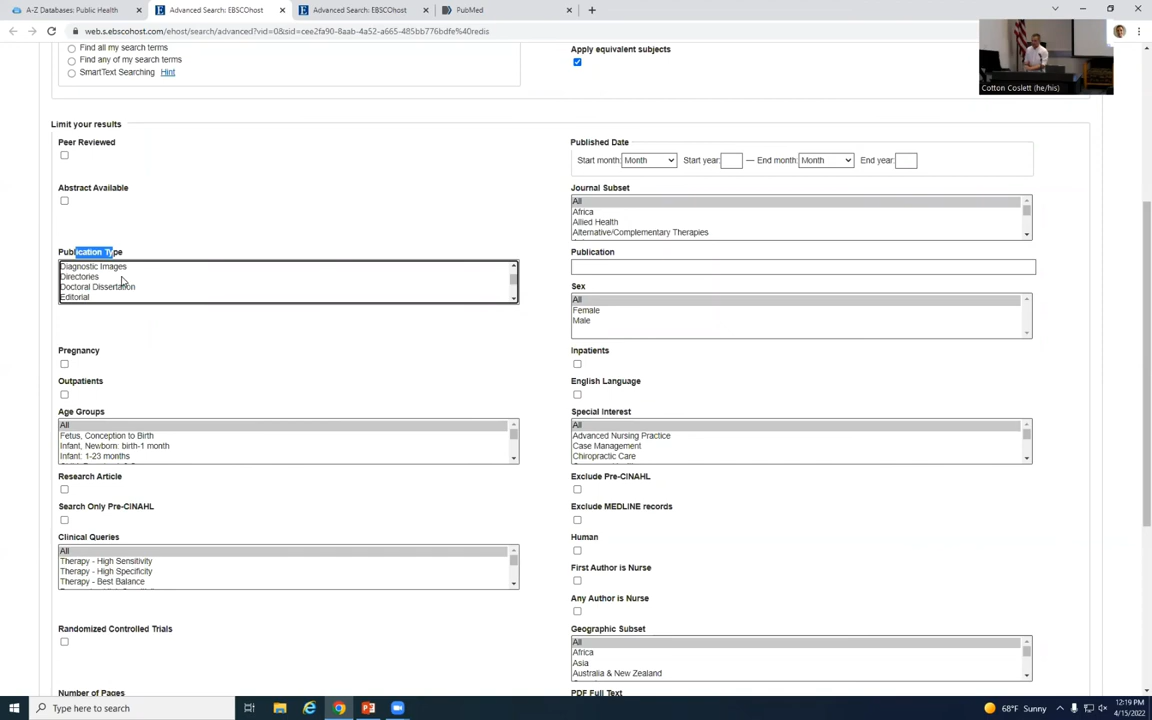 A-Z Databases: Public Health
Advanced Search: EBSCOhost
Advanced Search: EBSCOhost
PubMed
web.s.ebscohost.com/ehost/search/advanced?vid=0&sid=cee2fa90-8aab-4a52-a665-485bb776bdfe%40redis
Find all my search terms
Find any of my search terms
SmartText Searching Hint
Apply equivalent subjects
Cotton Coslett (he/his)
Limit your results
Peer Reviewed
Published Date
Start month: Month Start year: — End month: Month End year:
Abstract Available
Journal Subset
All
Africa
Allied Health
Alternative/Complementary Therapies
Publication Type
Diagnostic Images
Directories
Doctoral Dissertation
Editorial
Publication
Sex
All
Female
Male
Pregnancy
Inpatients
Outpatients
English Language
Age Groups
All
Fetus, Conception to Birth
Infant, Newborn: birth-1 month
Infant: 1-23 months
Special Interest
All
Advanced Nursing Practice
Case Management
Chiropractic Care
Research Article
Exclude Pre-CINAHL
Search Only Pre-CINAHL
Exclude MEDLINE records
Clinical Queries
All
Therapy - High Sensitivity
Therapy - High Specificity
Therapy - Best Balance
Human
First Author is Nurse
Any Author is Nurse
Randomized Controlled Trials
Geographic Subset
All
Africa
Asia
Australia & New Zealand
Number of Pages
PDF Full Text
Type here to search
68°F Sunny
12:19 PM
4/15/2022